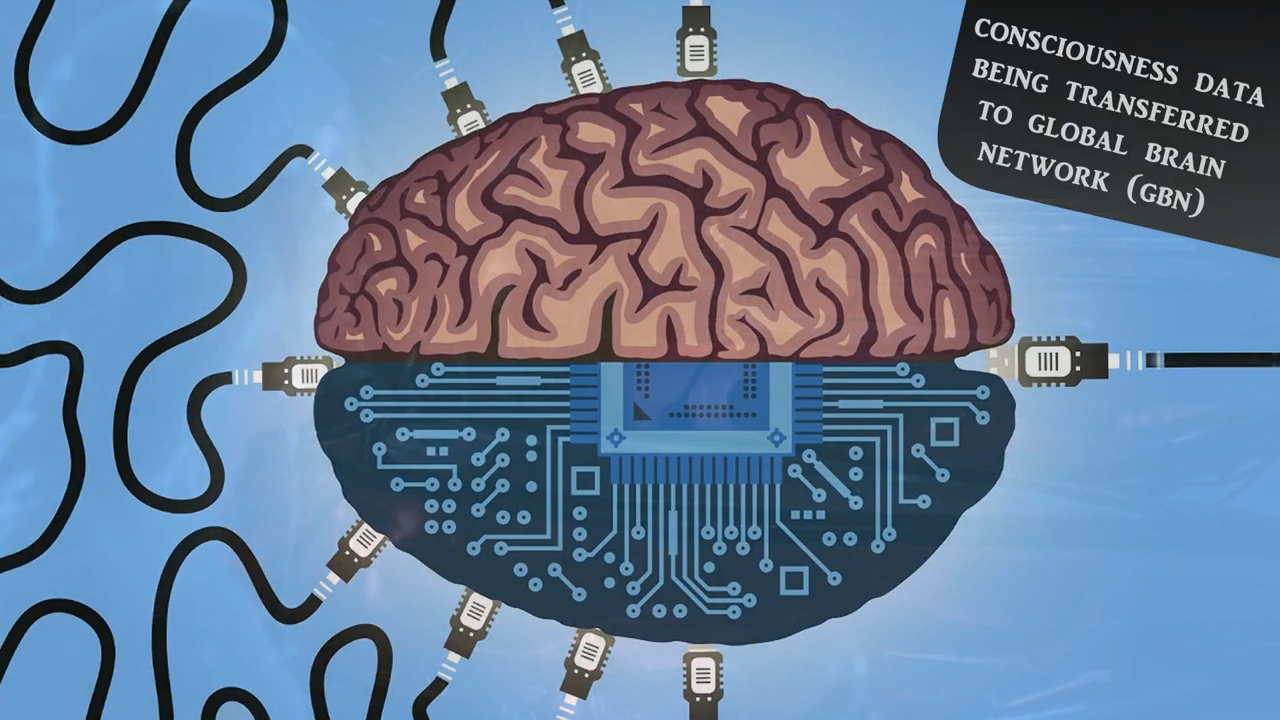 CONSCIOUSNESS DATA
BEING TRANSFERRED
TO GLOBAL BRAIN
NETWORK (GBN)